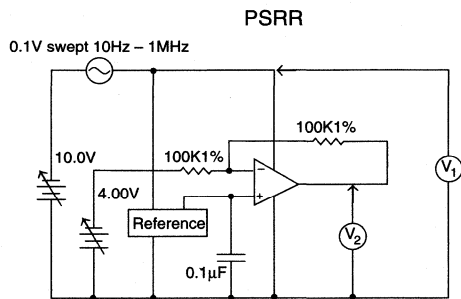 PSRR
0.1V swept 10Hz – 1MHz
100K1%
10.0V
100K1%
4.00V
V1
Reference
V2
0.1µF